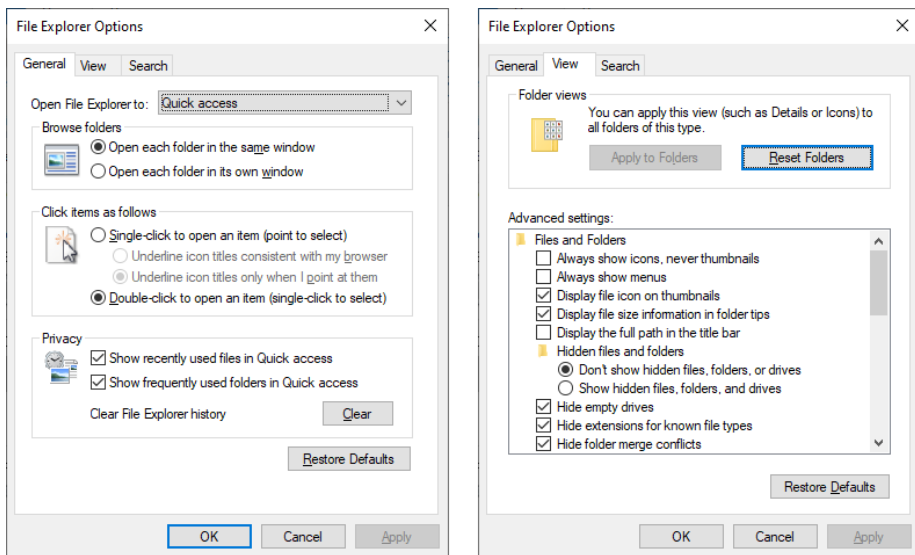 File Explorer Options
General View Search
Open File Explorer to: Quick access
Browse folders
Open each folder in the same window
Open each folder in its own window
Click items as follows
Single-click to open an item (point to select)
Underline icon titles consistent with my browser
Underline icon titles only when I point at them
Double-click to open an item (single-click to select)
Privacy
Show recently used files in Quick access
Show frequently used folders in Quick access
Clear File Explorer history Clear
Restore Defaults
OK Cancel Apply
File Explorer Options
General View Search
Folder views
You can apply this view (such as Details or Icons) to
all folders of this type.
Apply to Folders Reset Folders
Advanced settings:
Files and Folders
Always show icons, never thumbnails
Always show menus
Display file icon on thumbnails
Display file size information in folder tips
Display the full path in the title bar
Hidden files and folders
Don't show hidden files, folders, or drives
Show hidden files, folders, and drives
Hide empty drives
Hide extensions for known file types
Hide folder merge conflicts
Restore Defaults
OK Cancel Apply